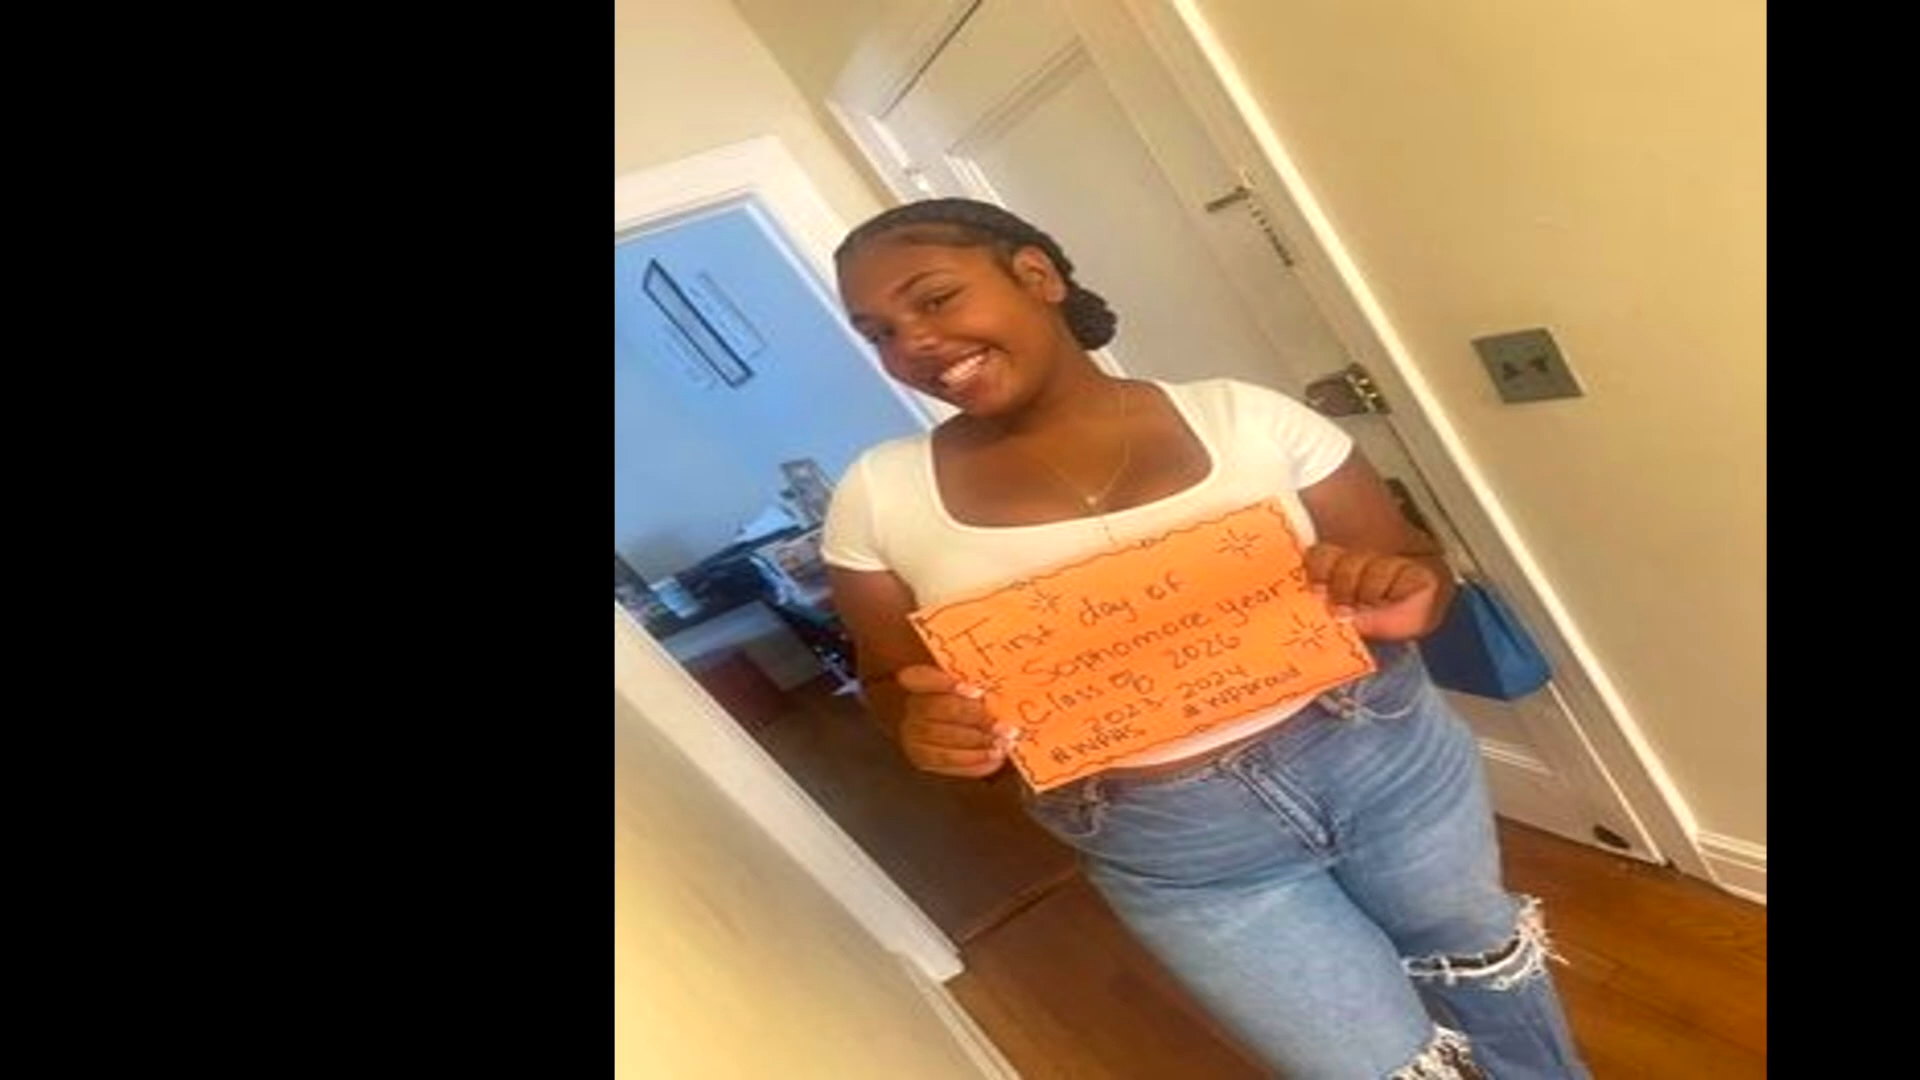 First day of
Sophomore year
Class of 2026
2023-2024
#WPHS #WPProud